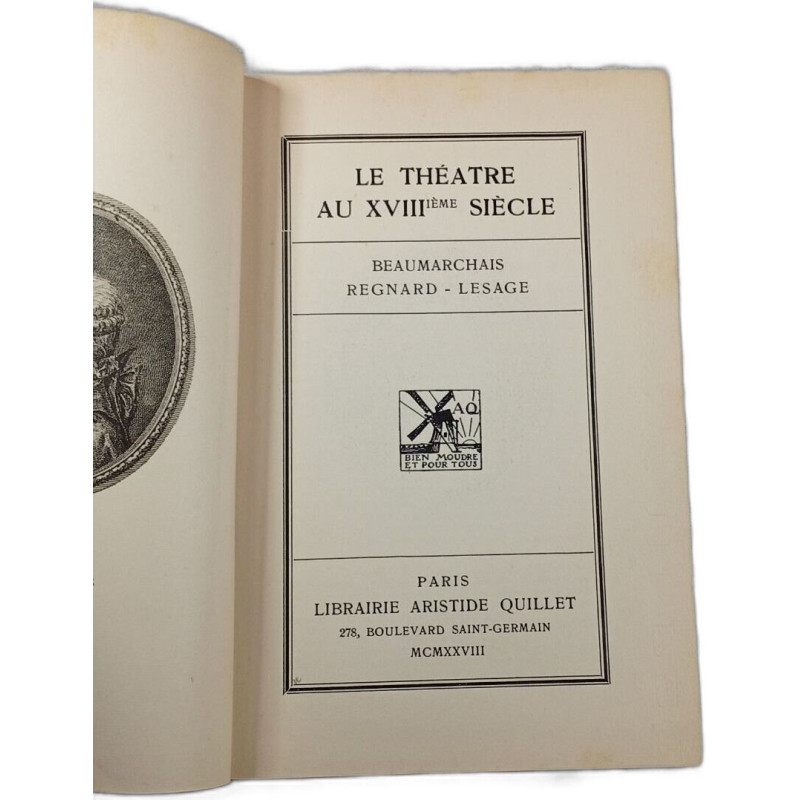 LE THÉATRE
AU XVIIIIÈME SIÈCLE
BEAUMARCHAIS
REGNARD - LESAGE
AQ
BIEN MOUDRE
ET POUR TOUS
PARIS
LIBRAIRIE ARISTIDE QUILLET
278, BOULEVARD SAINT-GERMAIN
MCMXXVIII